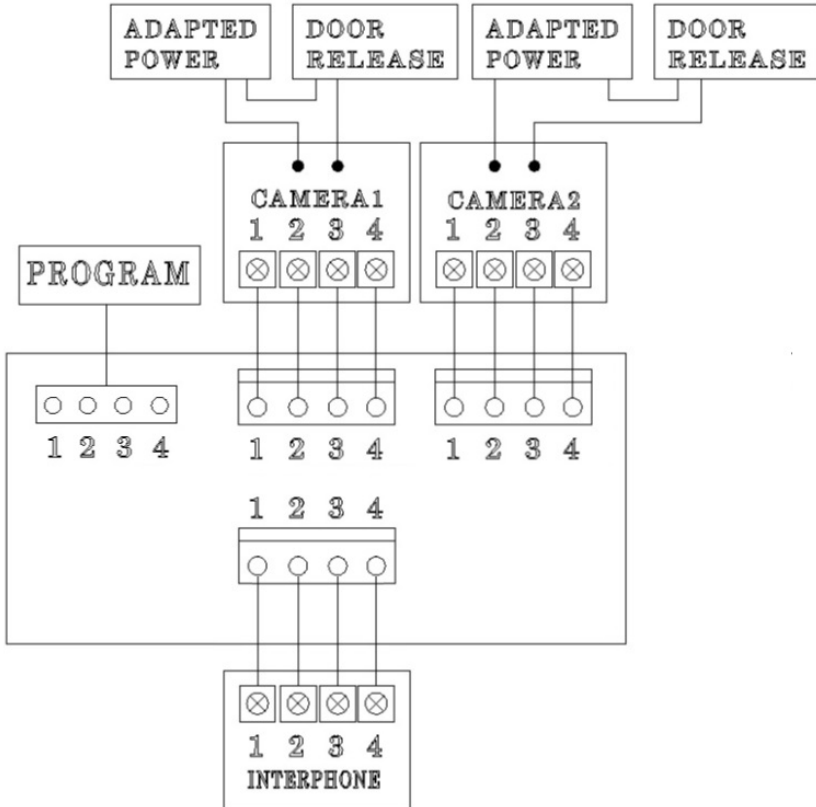 ADAPTED
POWER
DOOR
RELEASE
ADAPTED
POWER
DOOR
RELEASE
CAMERA1
1 2 3 4
CAMERA2
1 2 3 4
PROGRAM
1 2 3 4
1 2 3 4
1 2 3 4
1 2 3 4
1 2 3 4
INTERPHONE